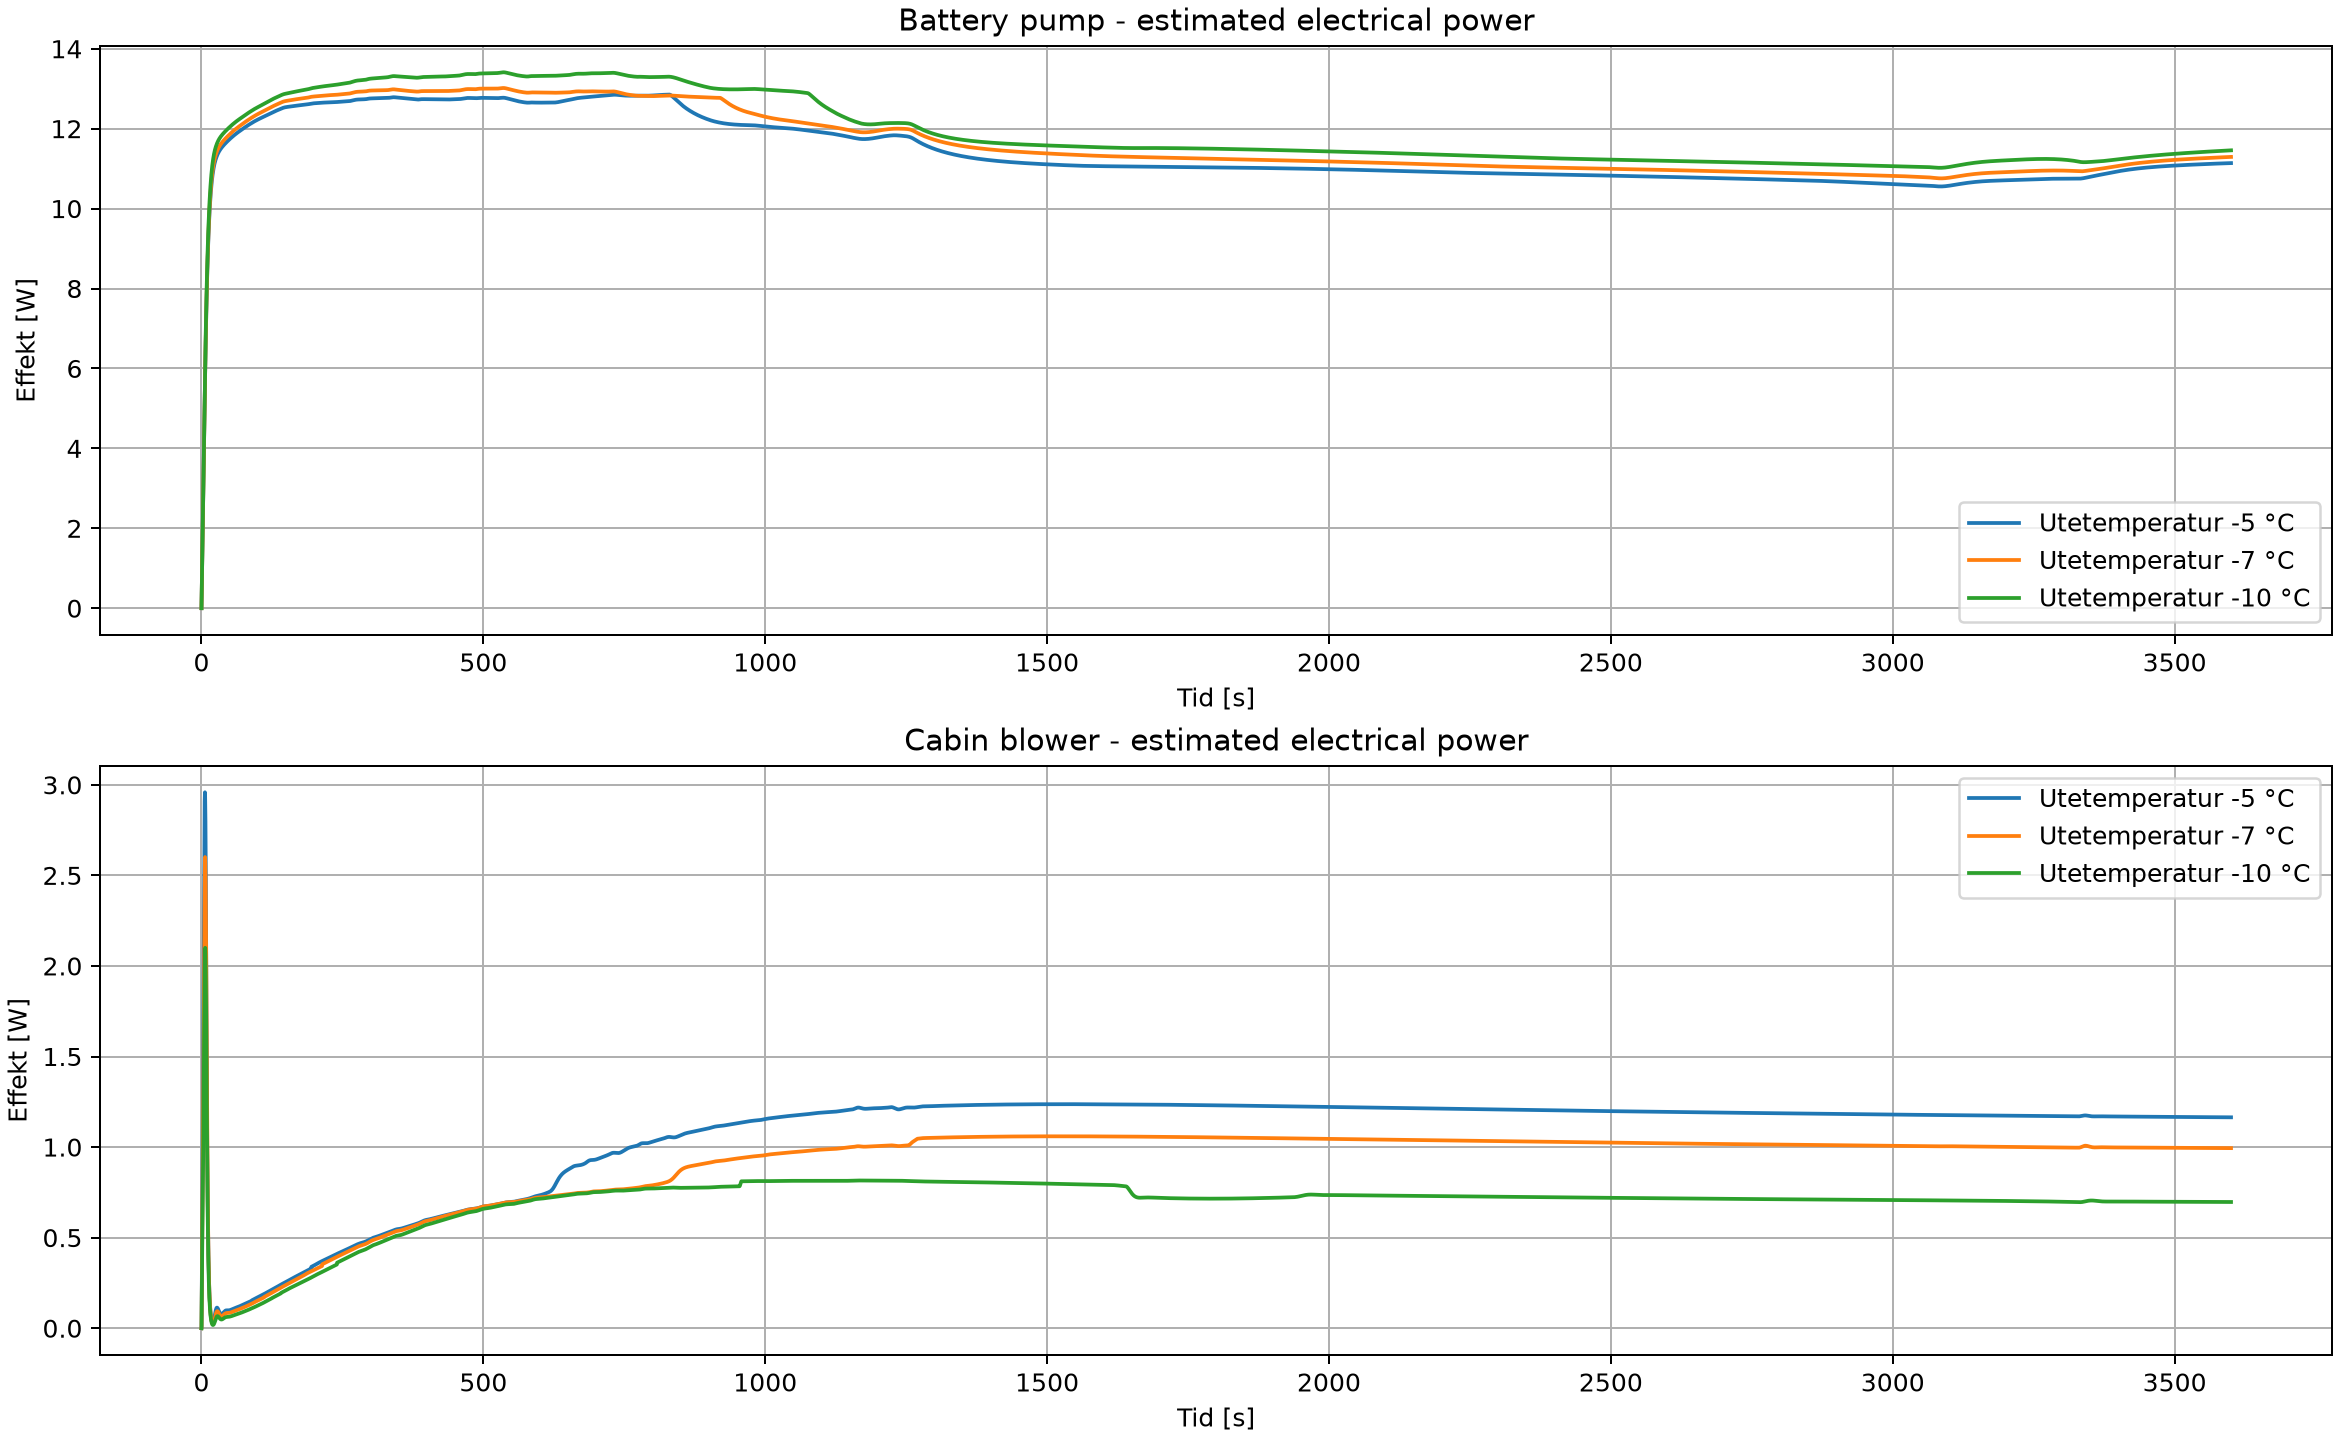 Battery pump - estimated electrical power
14
12
10
8
6
4
2
0
Effekt [W]
Utetemperatur -5 °C
Utetemperatur -7 °C
Utetemperatur -10 °C
0 500 1000 1500 2000 2500 3000 3500
Tid [s]
Cabin blower - estimated electrical power
3.0
2.5
2.0
1.5
1.0
0.5
0.0
Effekt [W]
Utetemperatur -5 °C
Utetemperatur -7 °C
Utetemperatur -10 °C
0 500 1000 1500 2000 2500 3000 3500
Tid [s]